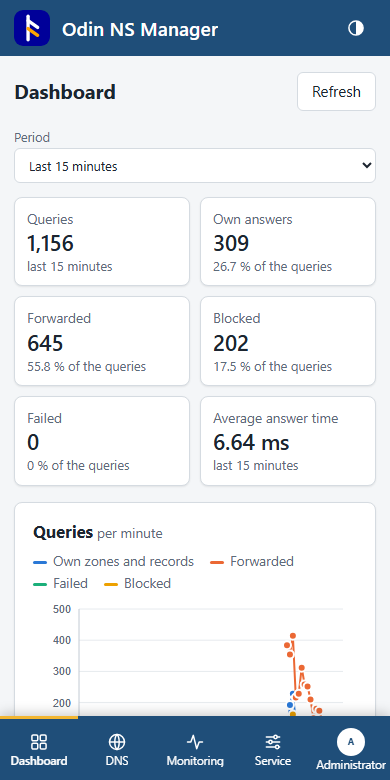 Odin NS Manager
Dashboard
Refresh
Period
Last 15 minutes
Queries
1,156
last 15 minutes
Own answers
309
26.7 % of the queries
Forwarded
645
55.8 % of the queries
Blocked
202
17.5 % of the queries
Failed
0
0 % of the queries
Average answer time
6.64 ms
last 15 minutes
Queries per minute
Own zones and records
Forwarded
Failed
Blocked
500
400
300
200
Dashboard
DNS
Monitoring
Service
A
Administrator